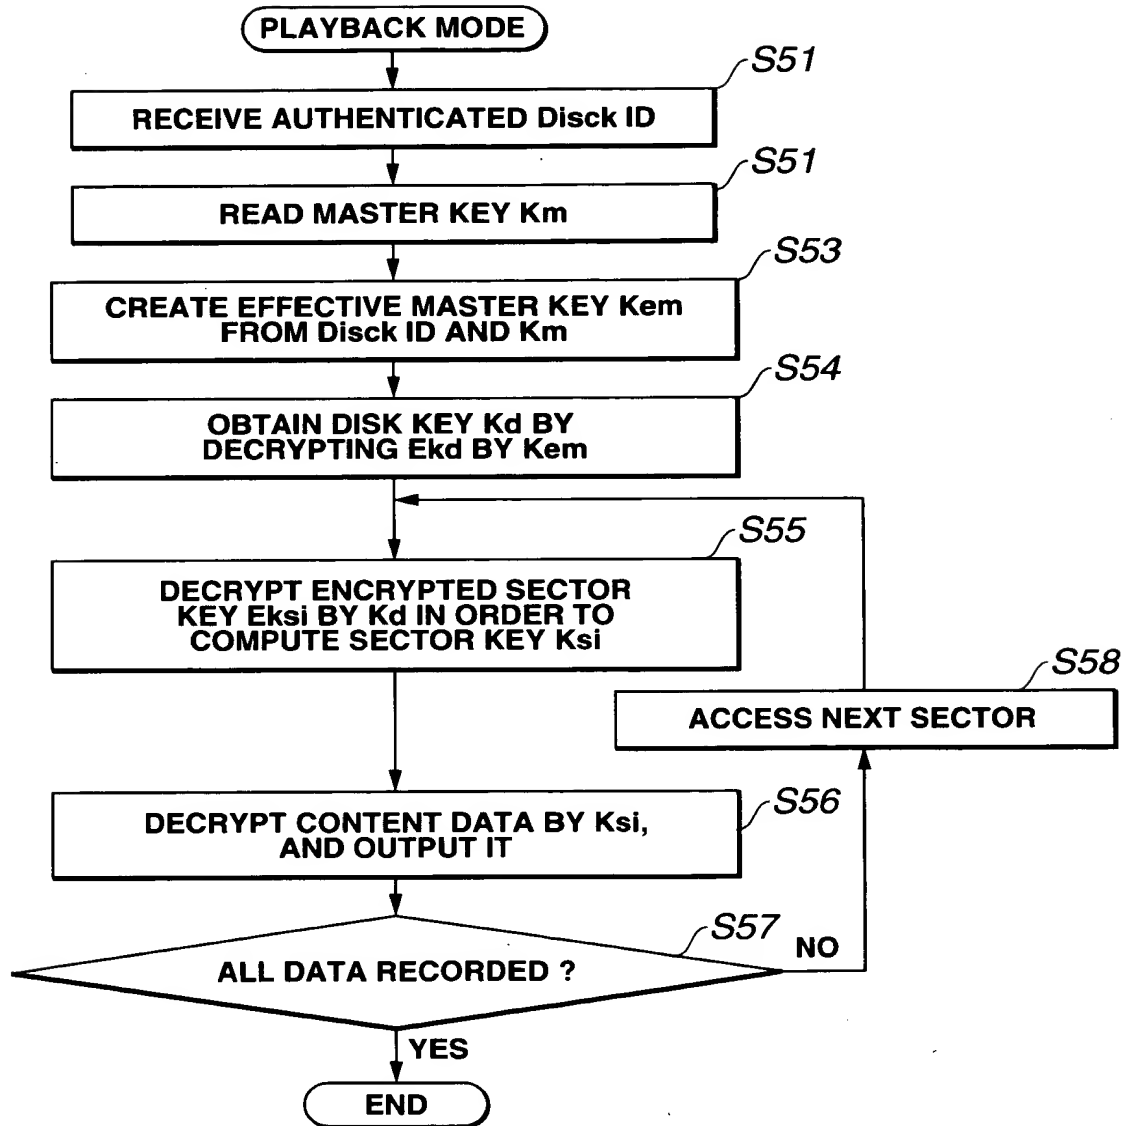 PLAYBACK MODE
S51
RECEIVE AUTHENTICATED Disck ID
S51
READ MASTER KEY Km
S53
CREATE EFFECTIVE MASTER KEY Kem
FROM Disck ID AND Km
S54
OBTAIN DISK KEY Kd BY
DECRYPTING Ekd BY Kem
S55
DECRYPT ENCRYPTED SECTOR
KEY Eksi BY Kd IN ORDER TO
COMPUTE SECTOR KEY Ksi
S58
ACCESS NEXT SECTOR
S56
DECRYPT CONTENT DATA BY Ksi,
AND OUTPUT IT
S57
NO
ALL DATA RECORDED ?
YES
END